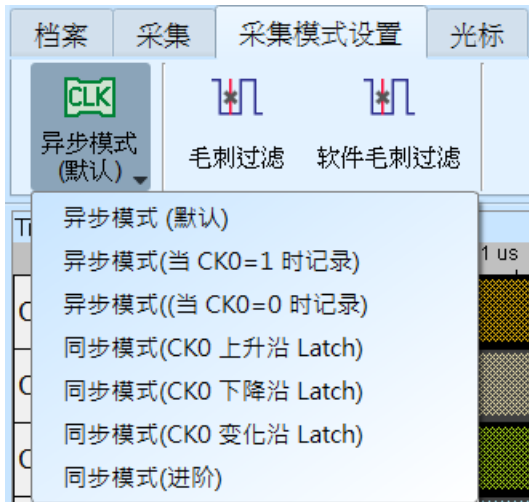 档案 采集 采集模式设置 光标
CLK
异步模式
(默认)
毛刺过滤
软件毛刺过滤
异步模式 (默认)
1 us
异步模式(当 CK0=1 时记录)
异步模式((当 CK0=0 时记录)
同步模式(CK0 上升沿 Latch)
同步模式(CK0 下降沿 Latch)
同步模式(CK0 变化沿 Latch)
同步模式(进阶)